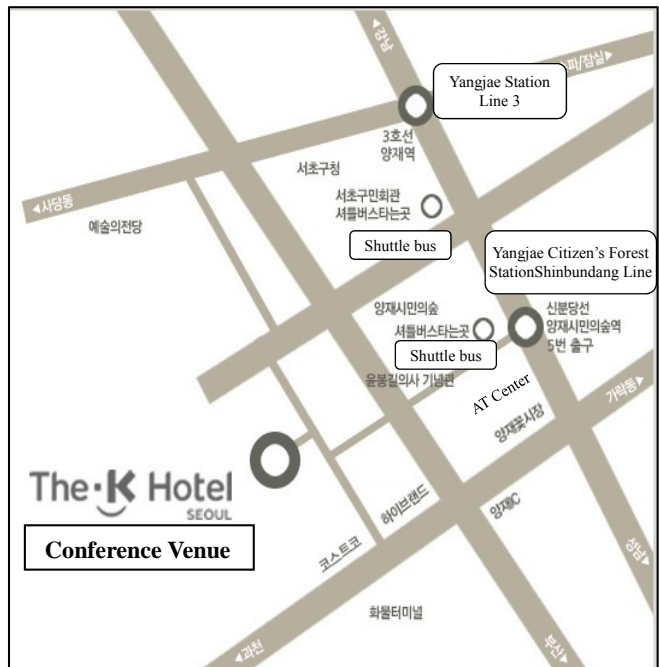 ◀강남
파/잠실▶
Yangjae Station
Line 3
3호선
양재역
서초구청
서초구민회관
셔틀버스타는곳
◀사당동
예술의전당
Shuttle bus
Yangjae Citizen's Forest
StationShinbundang Line
양재시민의숲
셔틀버스타는곳
신분당선
양재시민의숲역
5번 출구
Shuttle bus
윤봉길의사 기념관
AT Center
가락동▶
양재꽃시장
The·K Hotel
SEOUL
하이브랜드
양재IC
Conference Venue
코스트코
성남▶
화물터미널
◀과천
부산▶